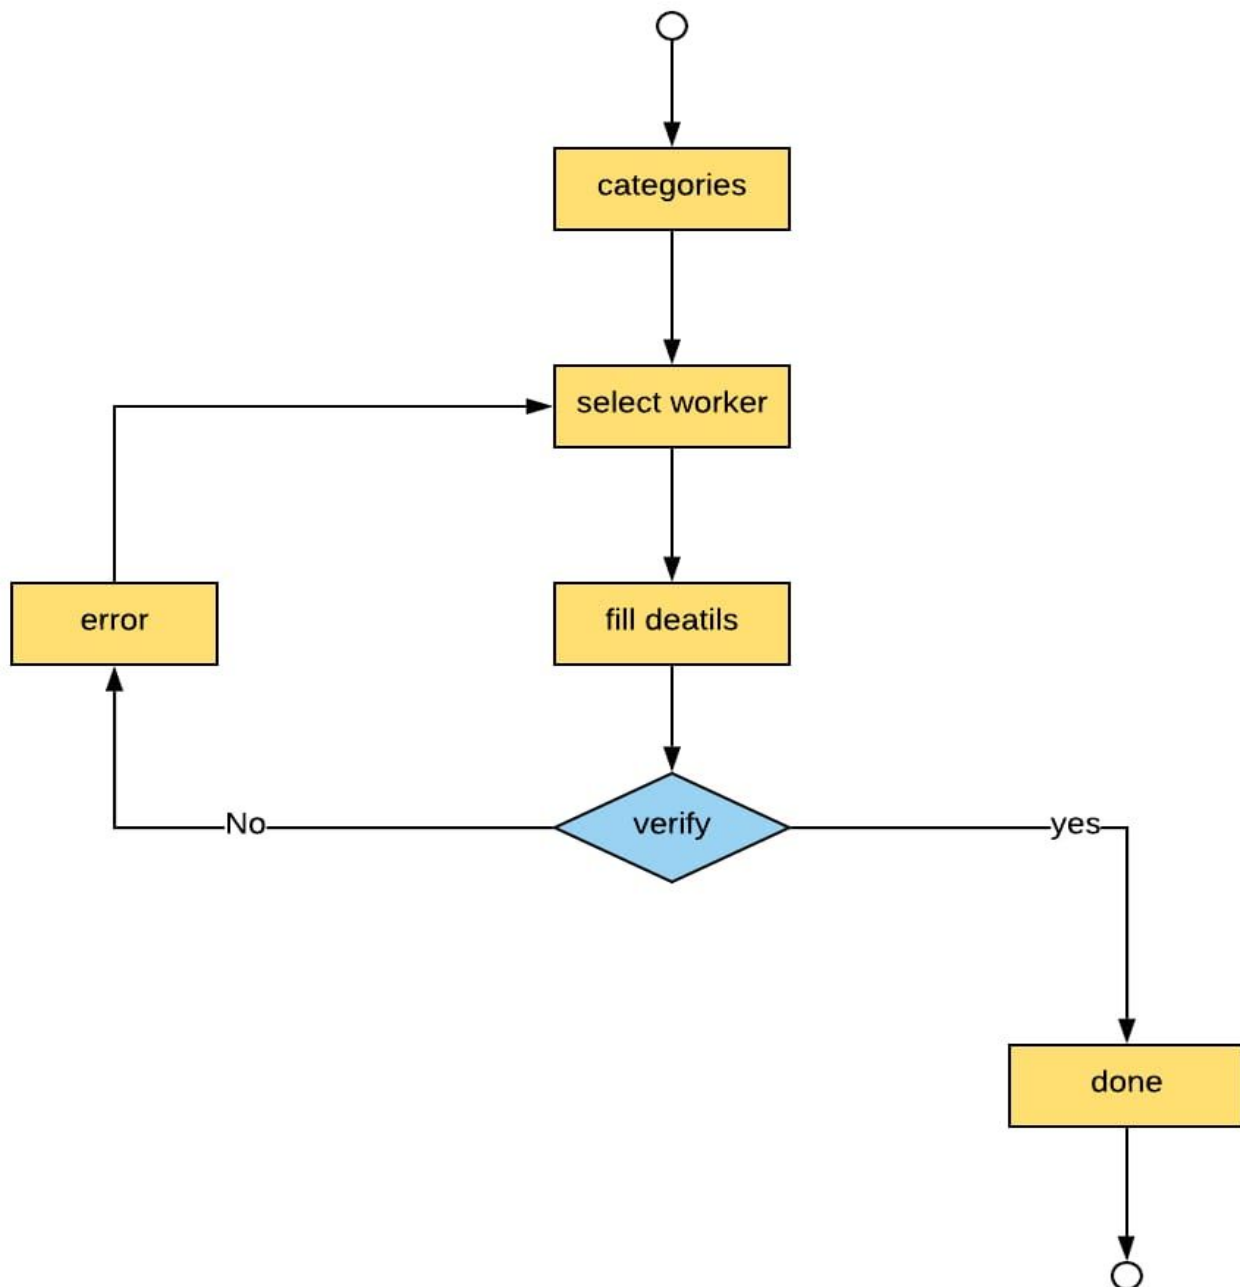 categories
select worker
error
fill deatils
No
verify
yes
done